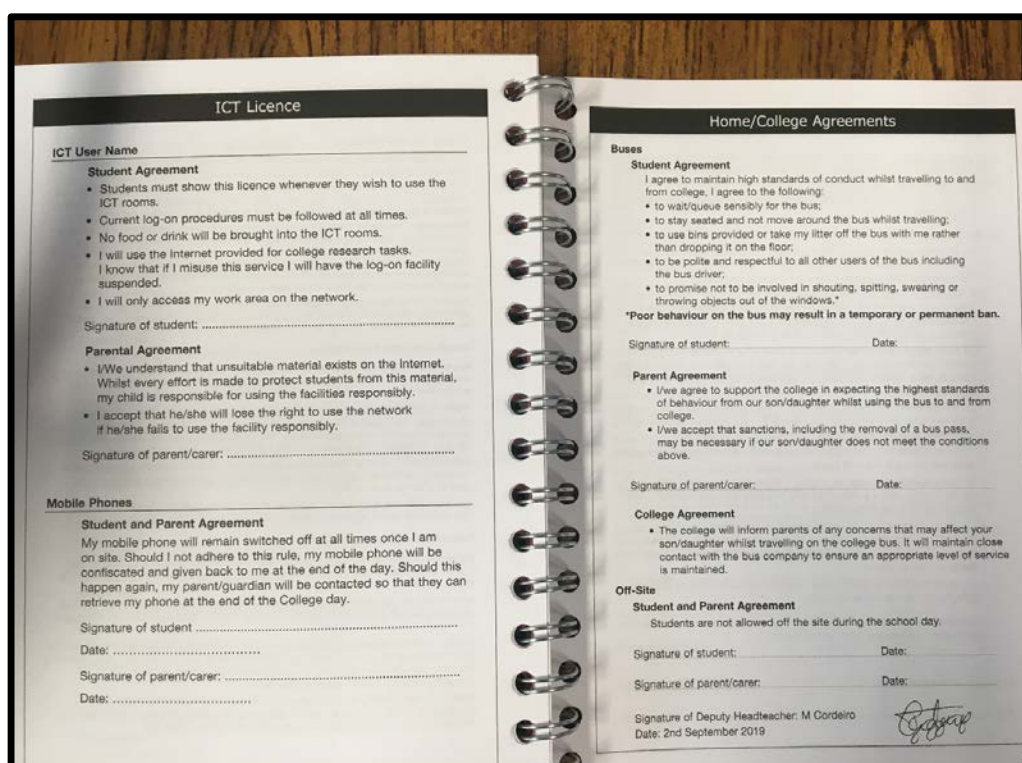 ICT Licence
ICT User Name
Student Agreement
• Students must show this licence whenever they wish to use the
ICT rooms.
• Current log-on procedures must be followed at all times.
• No food or drink will be brought into the ICT rooms.
• I will use the Internet provided for college research tasks.
I know that if I misuse this service I will have the log-on facility
suspended.
• I will only access my work area on the network.
Signature of student:
Parental Agreement
• I/We understand that unsuitable material exists on the Internet.
Whilst every effort is made to protect students from this material,
my child is responsible for using the facilities responsibly.
• I accept that he/she will lose the right to use the network
if he/she fails to use the facility responsibly.
Signature of parent/carer:
Mobile Phones
Student and Parent Agreement
My mobile phone will remain switched off at all times once I am
on site. Should I not adhere to this rule, my mobile phone will be
confiscated and given back to me at the end of the day. Should this
happen again, my parent/guardian will be contacted so that they can
retrieve my phone at the end of the College day.
Signature of student
Date:
Signature of parent/carer:
Date:
Home/College Agreements
Buses
Student Agreement
I agree to maintain high standards of conduct whilst travelling to and
from college, I agree to the following:
• to wait/queue sensibly for the bus;
• to stay seated and not move around the bus whilst travelling;
• to use bins provided or take my litter off the bus with me rather
than dropping it on the floor;
• to be polite and respectful to all other users of the bus including
the bus driver;
• to promise not to be involved in shouting, spitting, swearing or
throwing objects out of the windows.*
*Poor behaviour on the bus may result in a temporary or permanent ban.
Signature of student: Date:
Parent Agreement
• I/we agree to support the college in expecting the highest standards
of behaviour from our son/daughter whilst using the bus to and from
college.
• I/we accept that sanctions, including the removal of a bus pass,
may be necessary if our son/daughter does not meet the conditions
above.
Signature of parent/carer: Date:
College Agreement
• The college will inform parents of any concerns that may affect your
son/daughter whilst travelling on the college bus. It will maintain close
contact with the bus company to ensure an appropriate level of service
is maintained.
Off-Site
Student and Parent Agreement
Students are not allowed off the site during the school day.
Signature of student: Date:
Signature of parent/carer: Date:
Signature of Deputy Headteacher: M Cordeiro
Date: 2nd September 2019